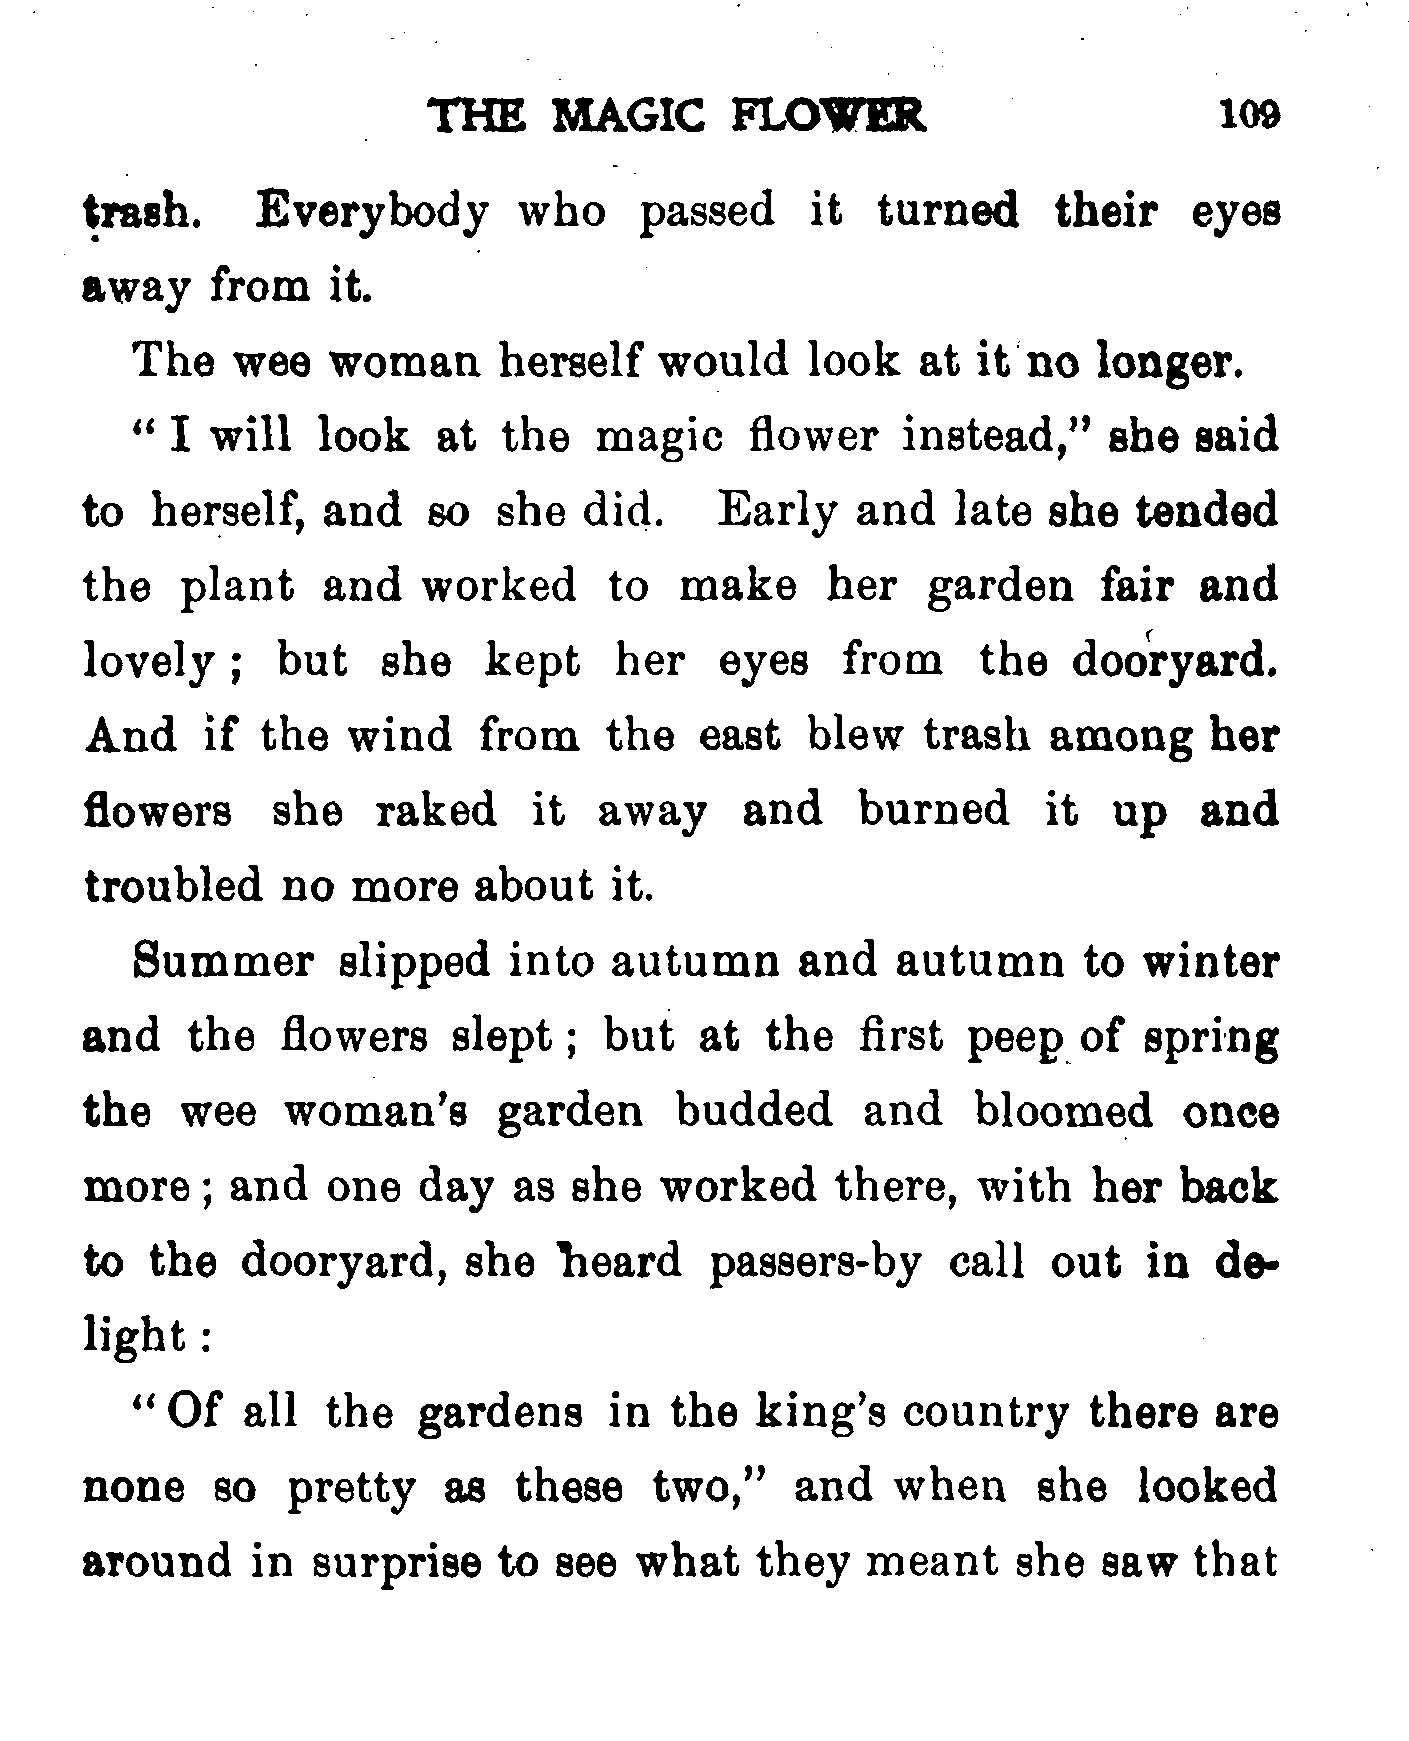 THE MAGIC FLOWER 109
trash. Everybody who passed it turned their eyes
away from it.
The wee woman herself would look at it no longer.
“ I will look at the magic flower instead,” she said
to herself, and so she did. Early and late she tended
the plant and worked to make her garden fair and
lovely ; but she kept her eyes from the dooryard.
And if the wind from the east blew trash among her
flowers she raked it away and burned it up and
troubled no more about it.
Summer slipped into autumn and autumn to winter
and the flowers slept ; but at the first peep of spring
the wee woman’s garden budded and bloomed once
more ; and one day as she worked there, with her back
to the dooryard, she heard passers-by call out in de-
light :
“ Of all the gardens in the king’s country there are
none so pretty as these two,” and when she looked
around in surprise to see what they meant she saw that